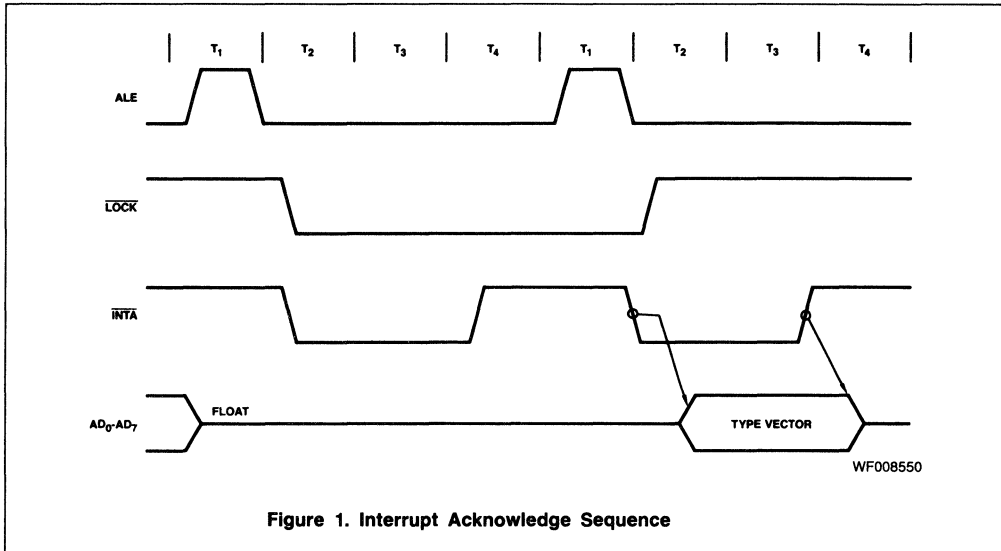 T₁ T₂ T₃ T₄ T₁ T₂ T₃ T₄
ALE
LOCK
INTA
FLOAT
AD₀-AD₇
TYPE VECTOR
WF008550
Figure 1. Interrupt Acknowledge Sequence